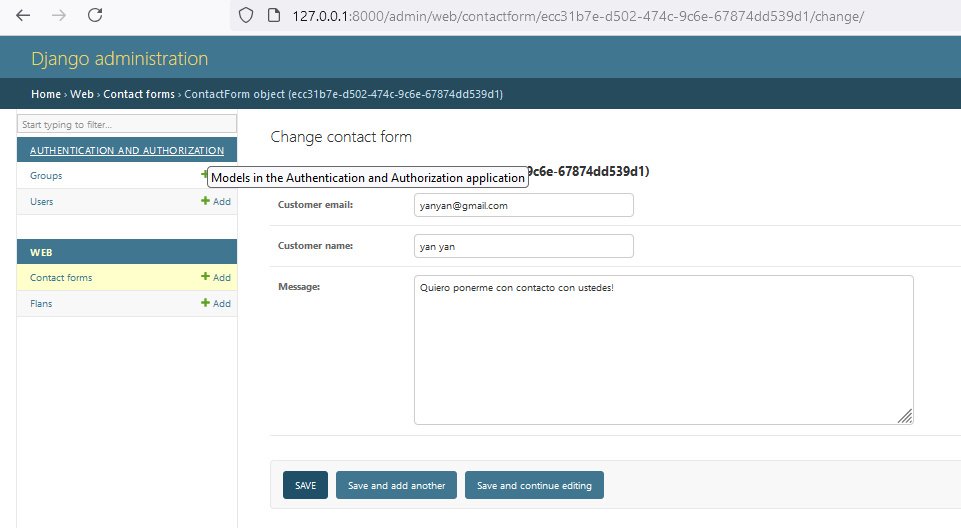 127.0.0.1:8000/admin/web/contactform/ecc31b7e-d502-474c-9c6e-67874dd539d1/change/
Django administration
Home › Web › Contact forms › ContactForm object (ecc31b7e-d502-474c-9c6e-67874dd539d1)
Start typing to filter...
AUTHENTICATION AND AUTHORIZATION
Groups
Users + Add
WEB
Contact forms + Add
Flans + Add
Change contact form
Models in the Authentication and Authorization application
9c6e-67874dd539d1)
Customer email: yanyan@gmail.com
Customer name: yan yan
Message: Quiero ponerme con contacto con ustedes!
SAVE Save and add another Save and continue editing